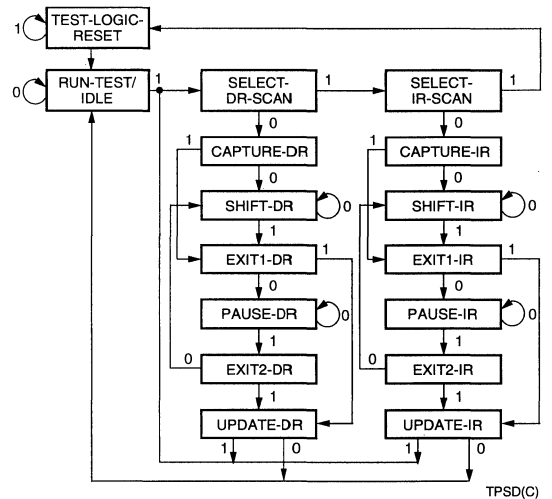 TEST-LOGIC-
RESET
1
RUN-TEST/
IDLE
0
1
SELECT-
DR-SCAN
1
SELECT-
IR-SCAN
1
0
0
CAPTURE-DR
1
CAPTURE-IR
1
0
0
SHIFT-DR
0
SHIFT-IR
0
1
1
EXIT1-DR
1
EXIT1-IR
1
0
0
PAUSE-DR
0
PAUSE-IR
0
1
1
EXIT2-DR
0
EXIT2-IR
0
1
1
UPDATE-DR
UPDATE-IR
1
0
1
0
TPSD(C)